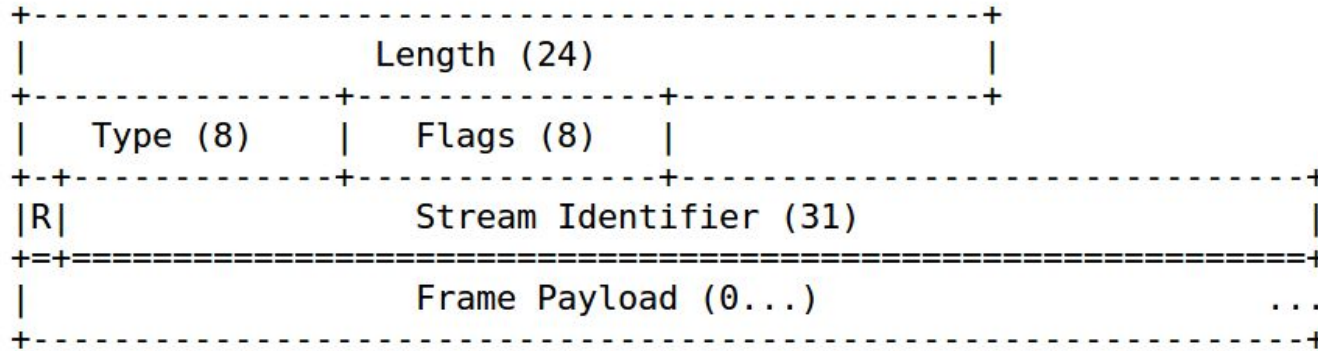 +-----------------------------------------------+
|                 Length (24)                   |
+---------------+---------------+---------------+
|   Type (8)    |   Flags (8)   |
+-+-------------+---------------+-------------------------------+
|R|                 Stream Identifier (31)                      |
+=+=============================================================+
|                   Frame Payload (0...)                      ...
+---------------------------------------------------------------+